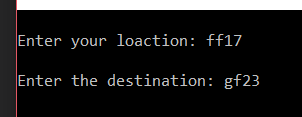 Enter your loaction: ff17
Enter the destination: gf23